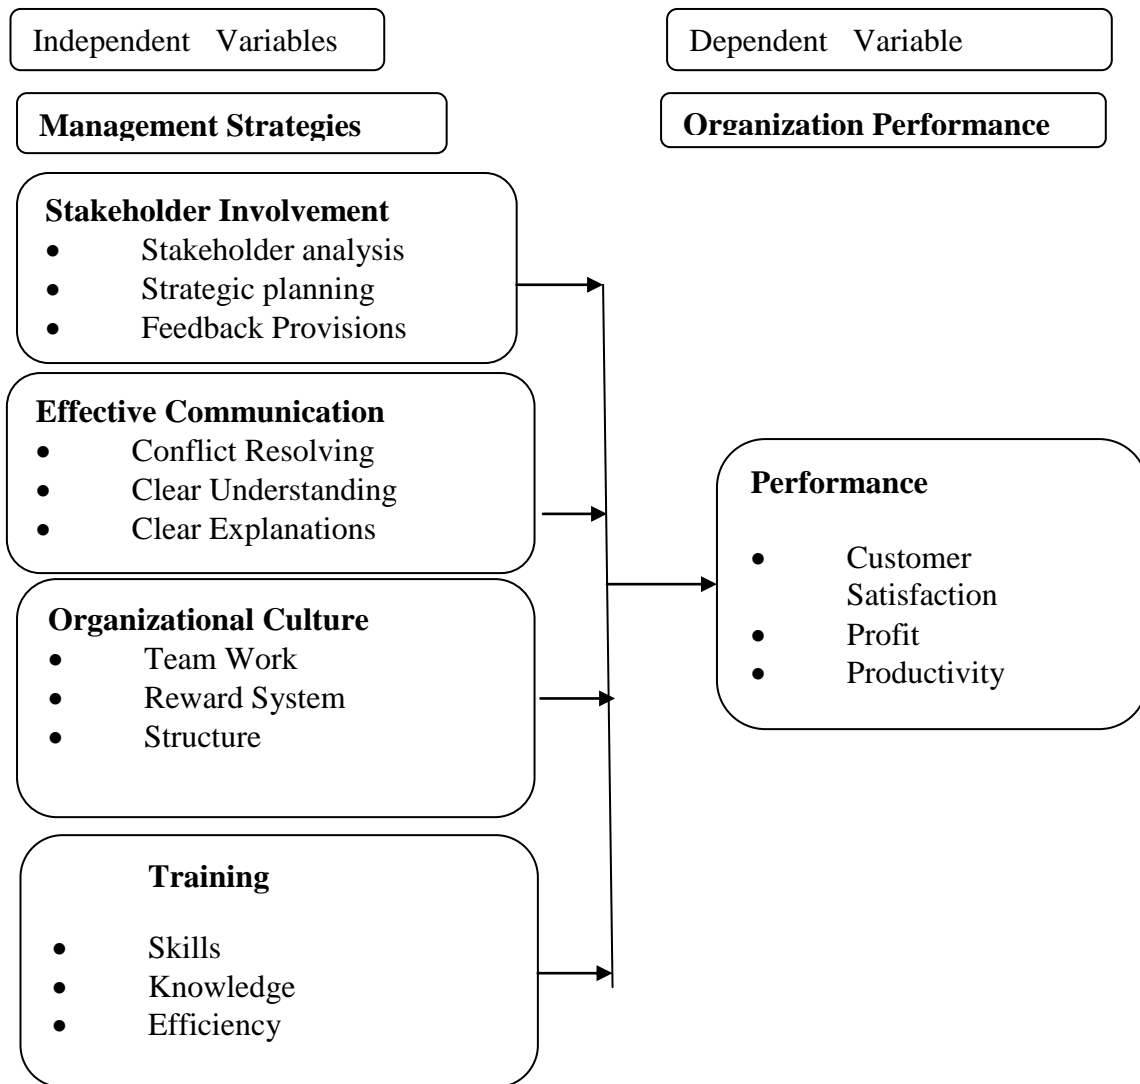 Independent Variables
Dependent Variable
Management Strategies
Organization Performance
Stakeholder Involvement
• Stakeholder analysis
• Strategic planning
• Feedback Provisions
Effective Communication
• Conflict Resolving
• Clear Understanding
• Clear Explanations
Organizational Culture
• Team Work
• Reward System
• Structure
Training
• Skills
• Knowledge
• Efficiency
Performance
• Customer
Satisfaction
• Profit
• Productivity